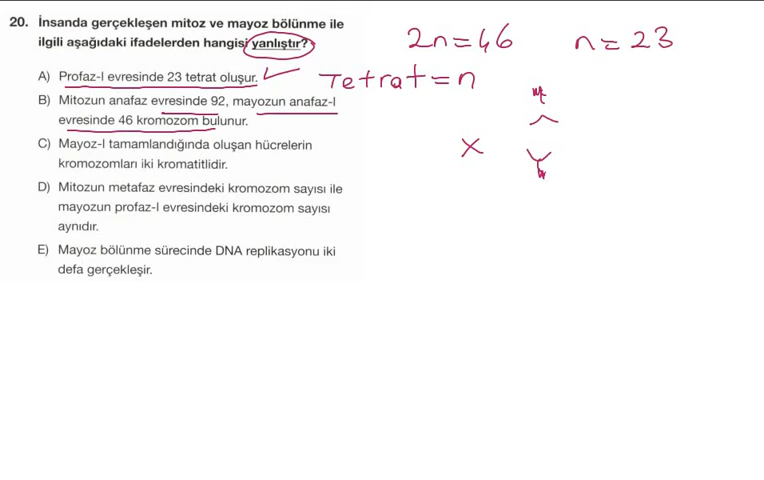 20. İnsanda gerçekleşen mitoz ve mayoz bölünme ile
ilgili aşağıdaki ifadelerden hangisi yanlıştır?
2n=46 n=23
A) Profaz-I evresinde 23 tetrat oluşur.
Tetrat=n
B) Mitozun anafaz evresinde 92, mayozun anafaz-I
evresinde 46 kromozom bulunur.
C) Mayoz-I tamamlandığında oluşan hücrelerin
kromozomları iki kromatitlidir.
D) Mitozun metafaz evresindeki kromozom sayısı ile
mayozun profaz-I evresindeki kromozom sayısı
aynıdır.
E) Mayoz bölünme sürecinde DNA replikasyonu iki
defa gerçekleşir.